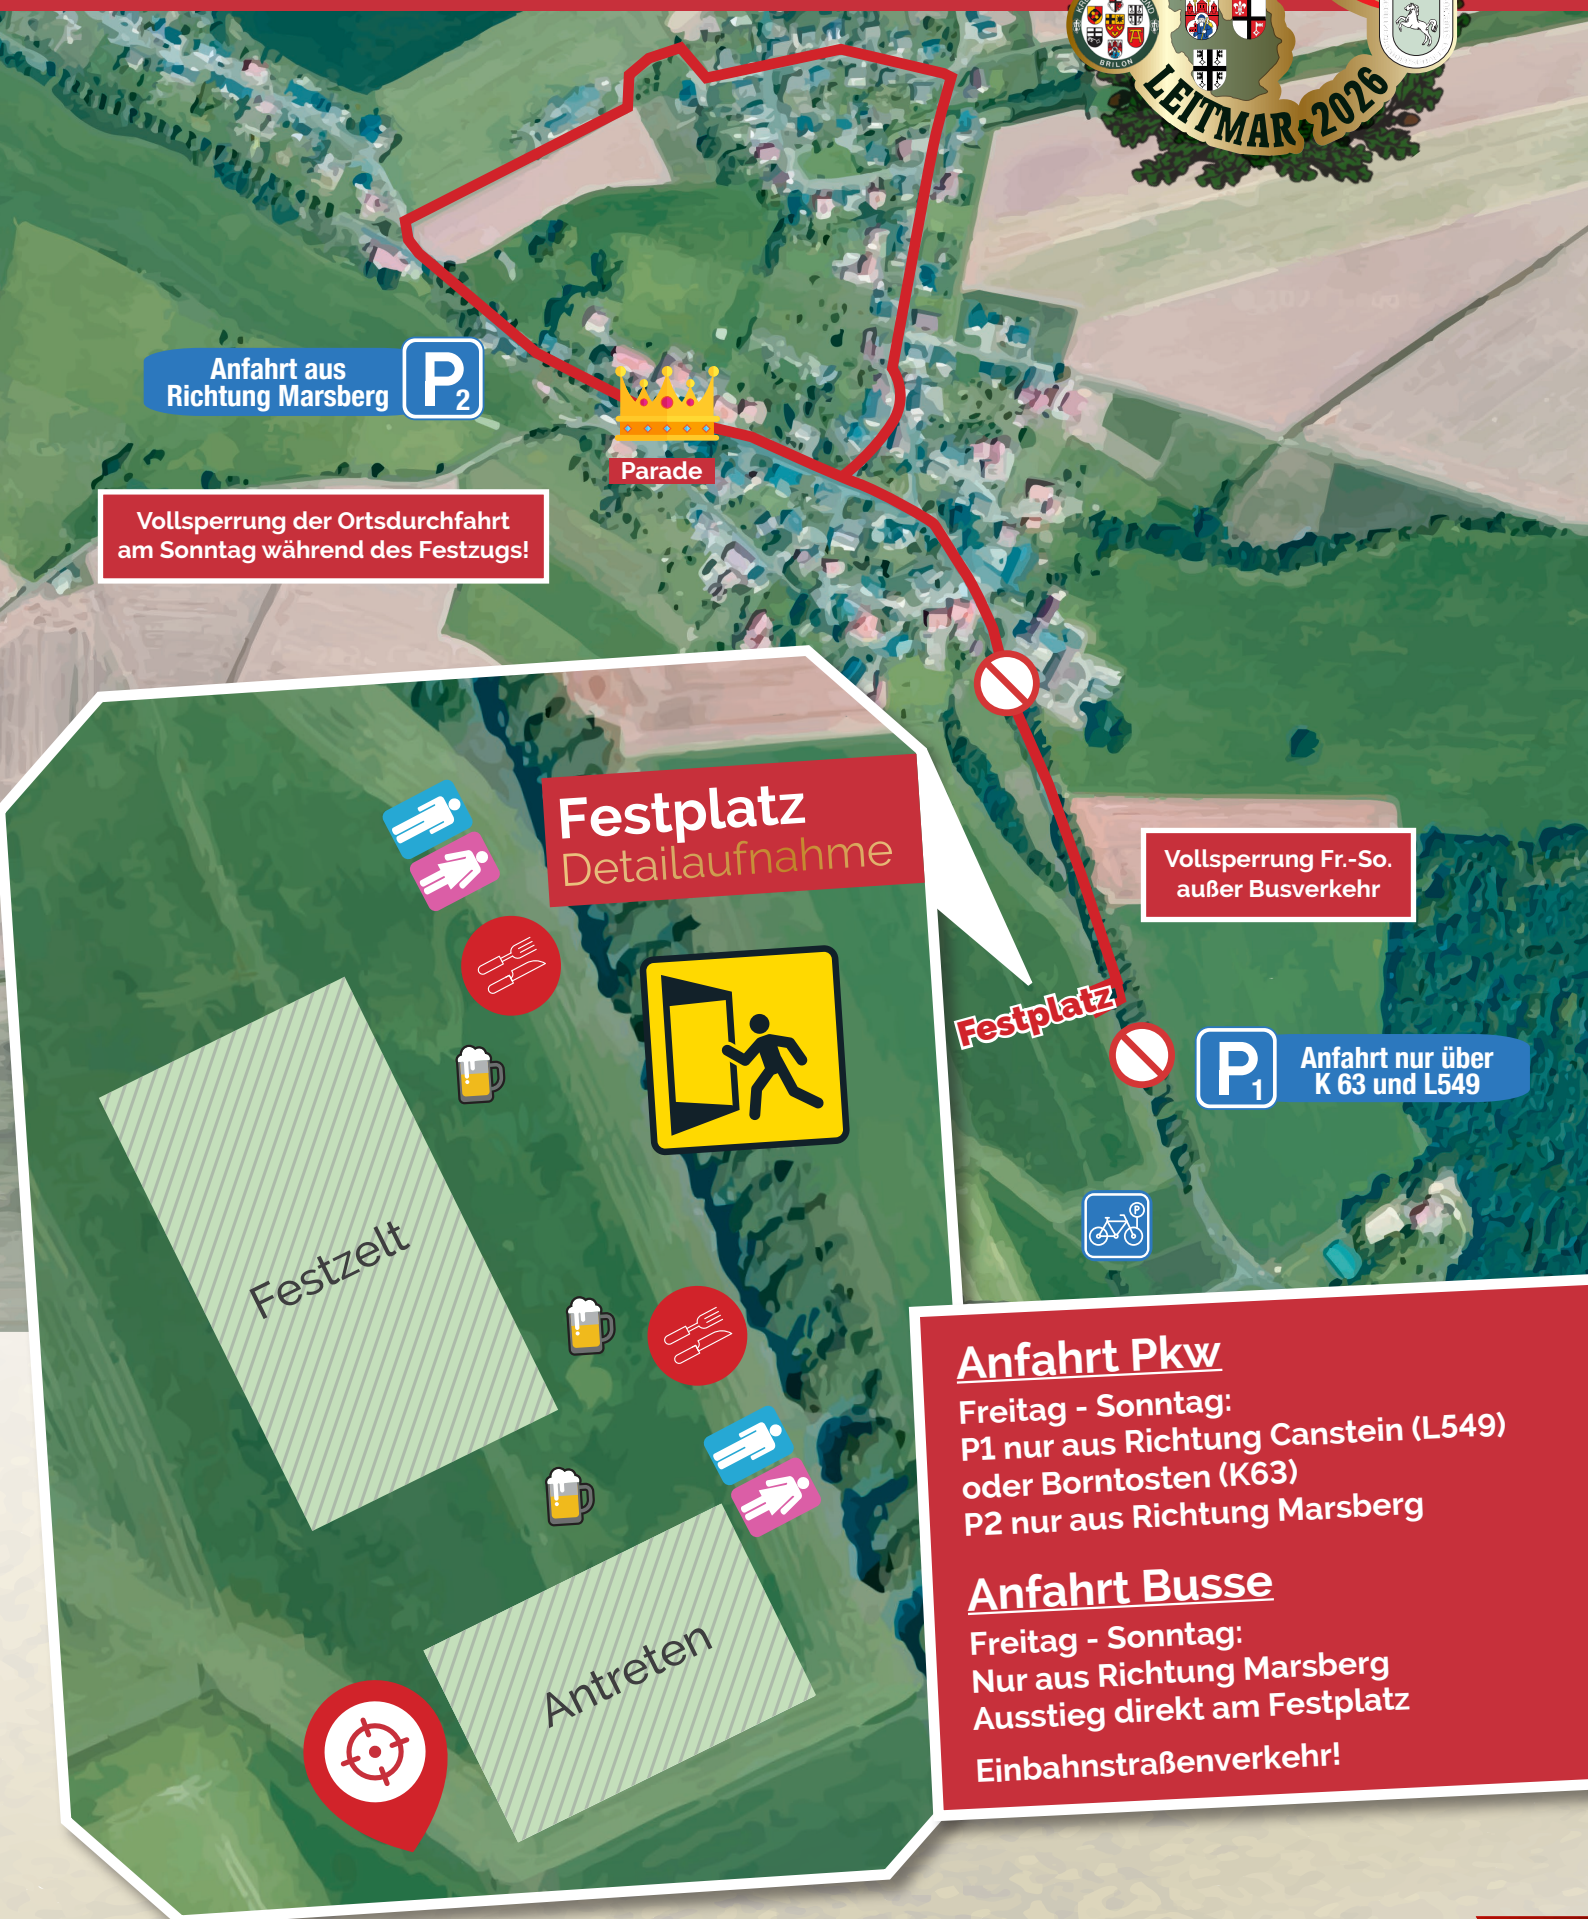 BRILON
LEITMAR 2026
Anfahrt aus
Richtung Marsberg
P2
Parade
Vollsperrung der Ortsdurchfahrt
am Sonntag während des Festzugs!
Festplatz
Detailaufnahme
Vollsperrung Fr.-So.
außer Busverkehr
Festplatz
P1
Anfahrt nur über
K 63 und L549
P
Festzelt
Antreten
Anfahrt Pkw
Freitag - Sonntag:
P1 nur aus Richtung Canstein (L549)
oder Borntosten (K63)
P2 nur aus Richtung Marsberg
Anfahrt Busse
Freitag - Sonntag:
Nur aus Richtung Marsberg
Ausstieg direkt am Festplatz
Einbahnstraßenverkehr!